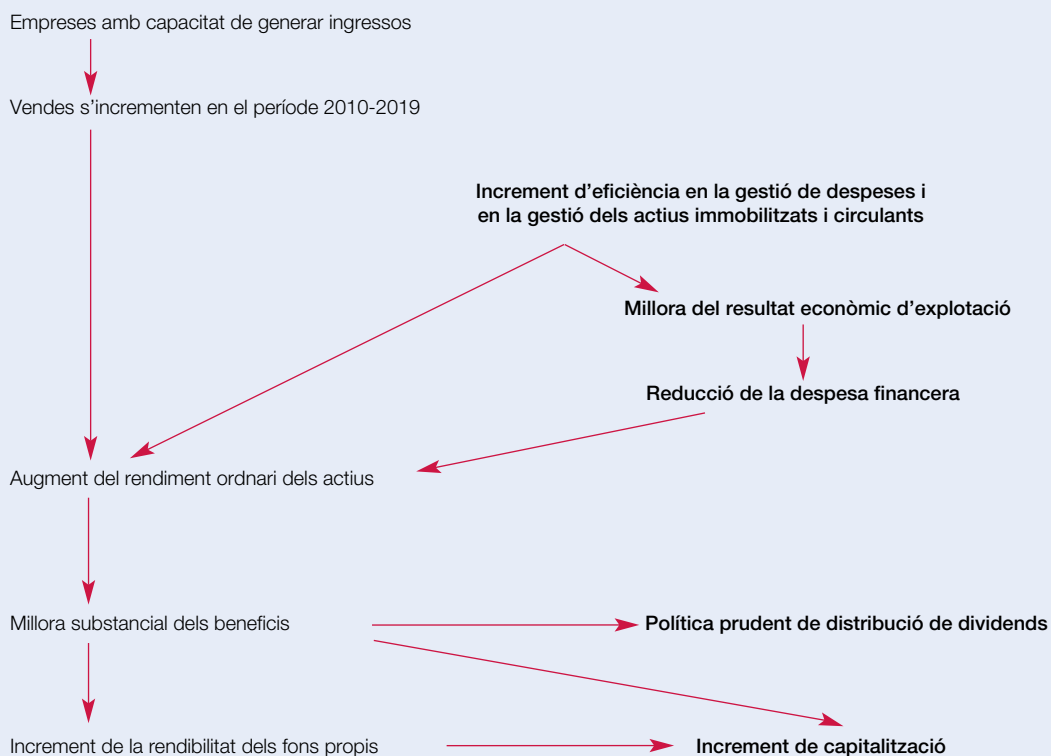 Empreses amb capacitat de generar ingressos
Vendes s’incrementen en el període 2010-2019
Increment d’eficiència en la gestió de despeses i
en la gestió dels actius immobilitzats i circulants
Millora del resultat econòmic d’explotació
Reducció de la despesa financera
Augment del rendiment ordinari dels actius
Millora substancial dels beneficis
Política prudent de distribució de dividends
Increment de la rendibilitat dels fons propis
Increment de capitalització